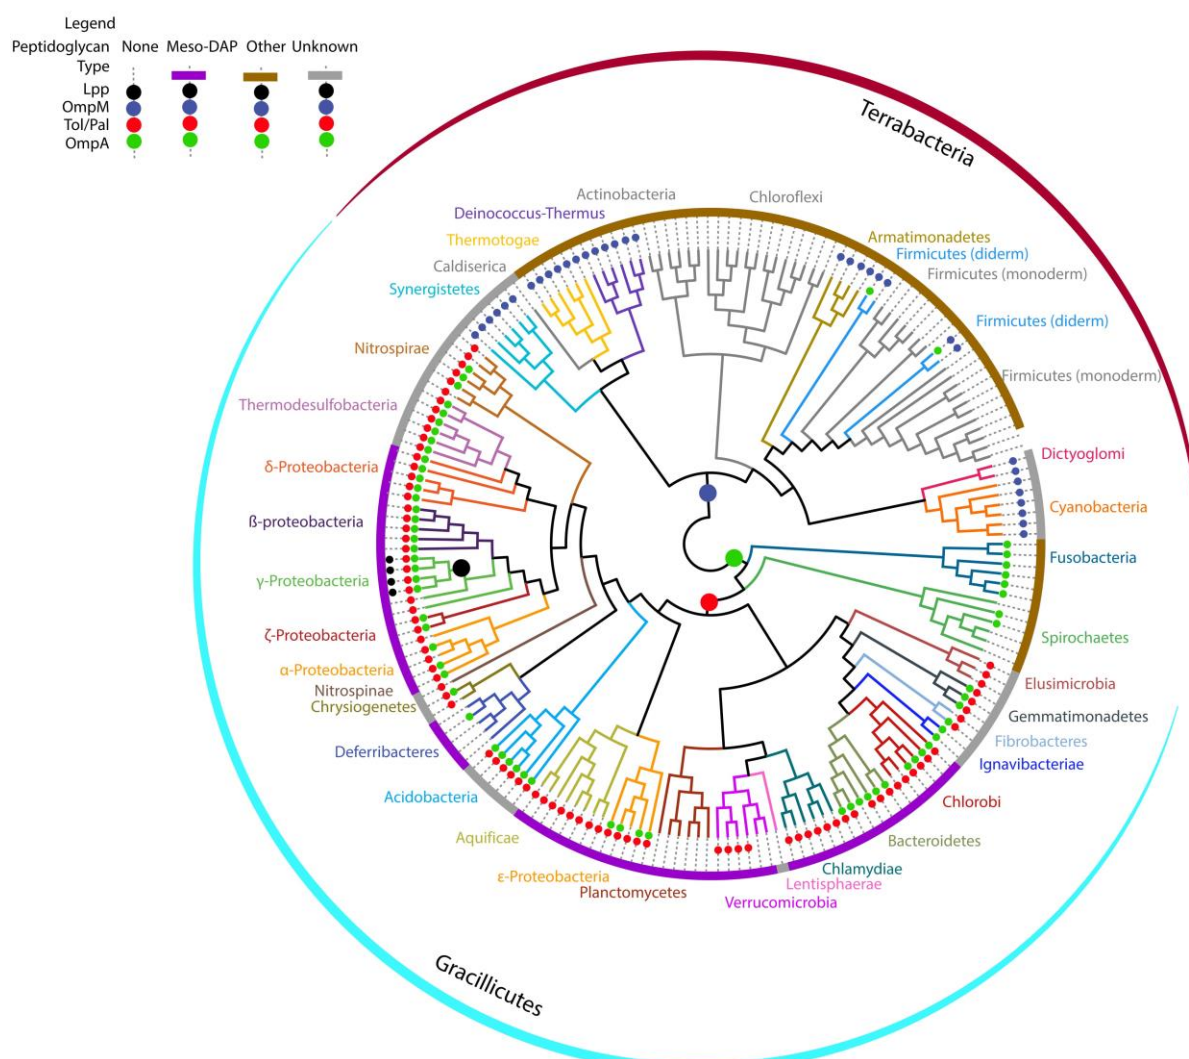 Legend
Peptidoglycan None Meso-DAP Other Unknown
Type
Lpp
OmpM
Tol/Pal
OmpA
Terrabacteria
Actinobacteria
Chloroflexi
Deinococcus-Thermus
Armatimonadetes
Thermotogae
Firmicutes (diderm)
Caldiserica
Firmicutes (monoderm)
Synergistetes
Firmicutes (diderm)
Nitrospirae
Firmicutes (monoderm)
Thermodesulfobacteria
Dictyoglomi
δ-Proteobacteria
Cyanobacteria
ß-proteobacteria
Fusobacteria
γ-Proteobacteria
Spirochaetes
ζ-Proteobacteria
α-Proteobacteria
Elusimicrobia
Nitrospinae
Chrysiogenetes
Gemmatimonadetes
Deferribacteres
Fibrobacteres
Ignavibacteriae
Acidobacteria
Chlorobi
Aquificae
Bacteroidetes
ε-Proteobacteria
Chlamydiae
Planctomycetes
Lentisphaerae
Verrucomicrobia
Gracillicutes